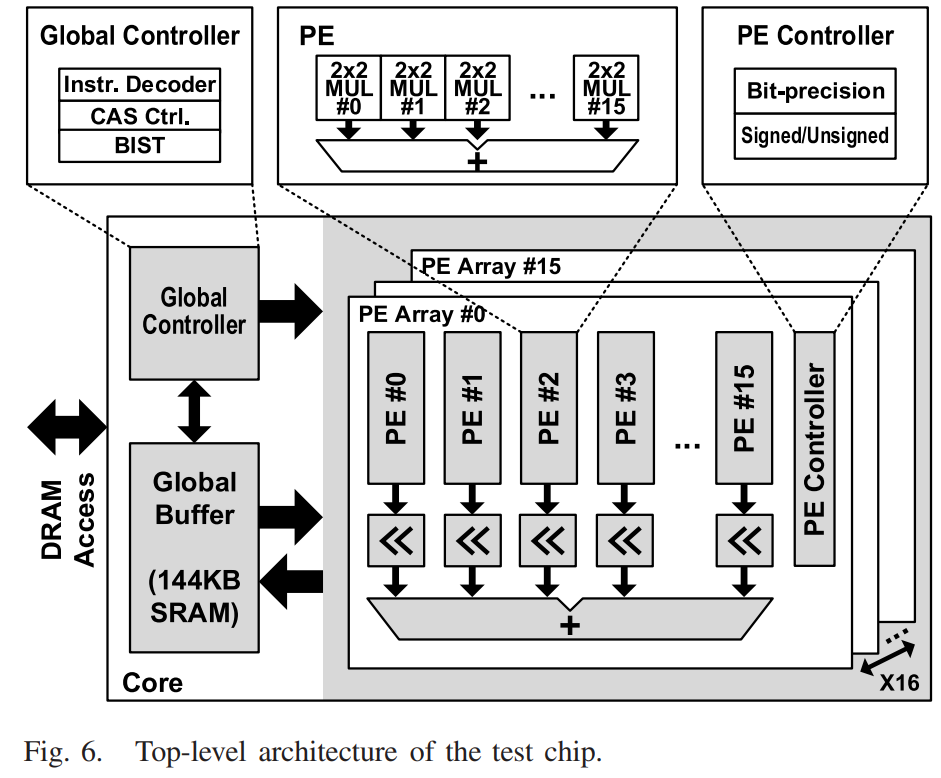 Global Controller
Instr. Decoder
CAS Ctrl.
BIST
PE
2x2 MUL #0
2x2 MUL #1
2x2 MUL #2
...
2x2 MUL #15
+
PE Controller
Bit-precision
Signed/Unsigned
Global Controller
DRAM Access
Global Buffer
(144KB SRAM)
Core
PE Array #15
PE Array #0
PE #0
PE #1
PE #2
PE #3
...
PE #15
PE Controller
<<
<<
<<
<<
<<
+
...
X16
Fig. 6. Top-level architecture of the test chip.